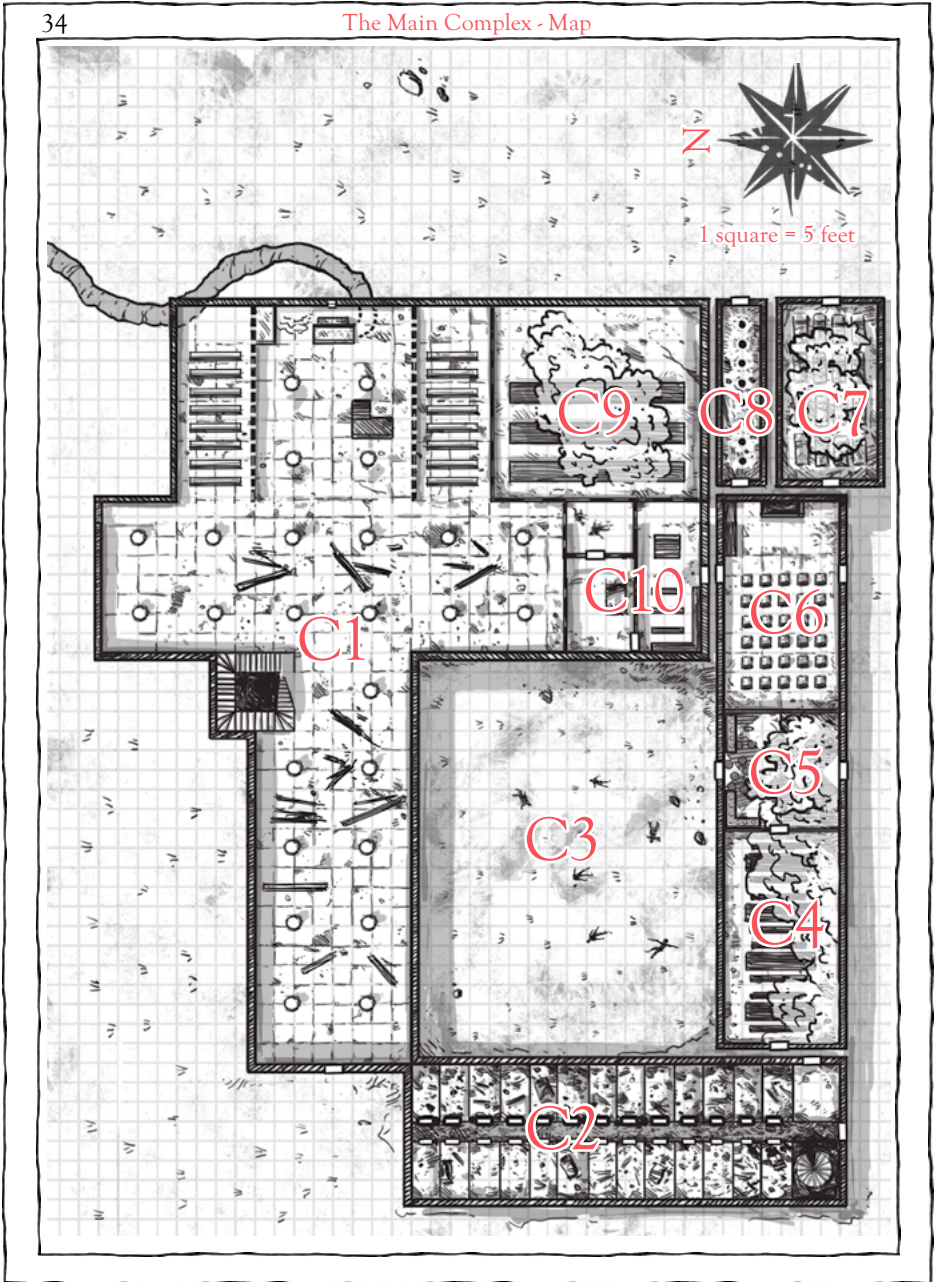 34
The Main Complex - Map
N
1 square = 5 feet
C9
C8
C7
C10
C6
C1
C5
C3
C4
C2